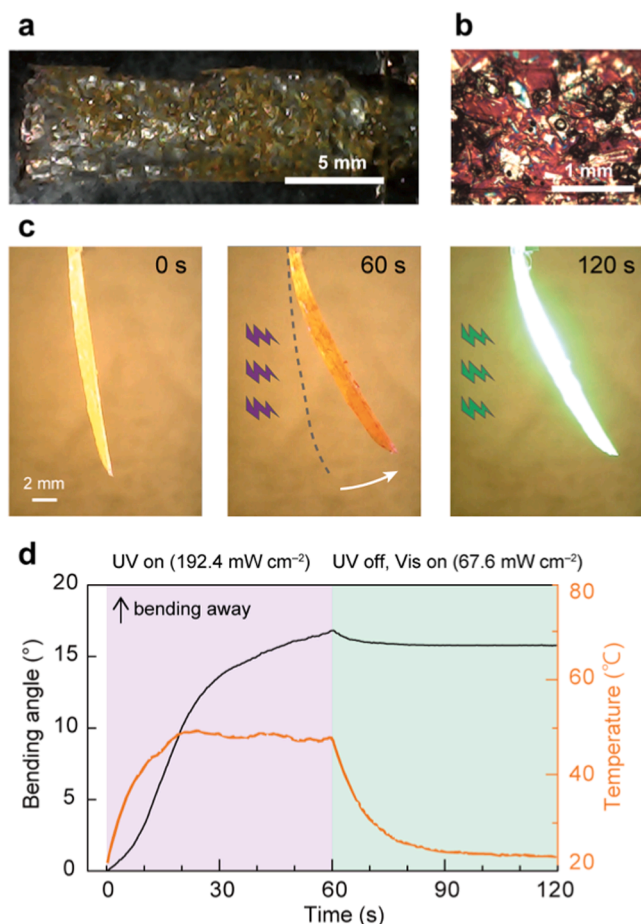 a
b
5 mm
1 mm
c
0 s
60 s
120 s
2 mm
d
UV on (192.4 mW cm⁻²)
UV off, Vis on (67.6 mW cm⁻²)
20
15
10
5
0
Bending angle (°)
↑ bending away
80
60
40
20
Temperature (℃)
0
30
60
90
120
Time (s)